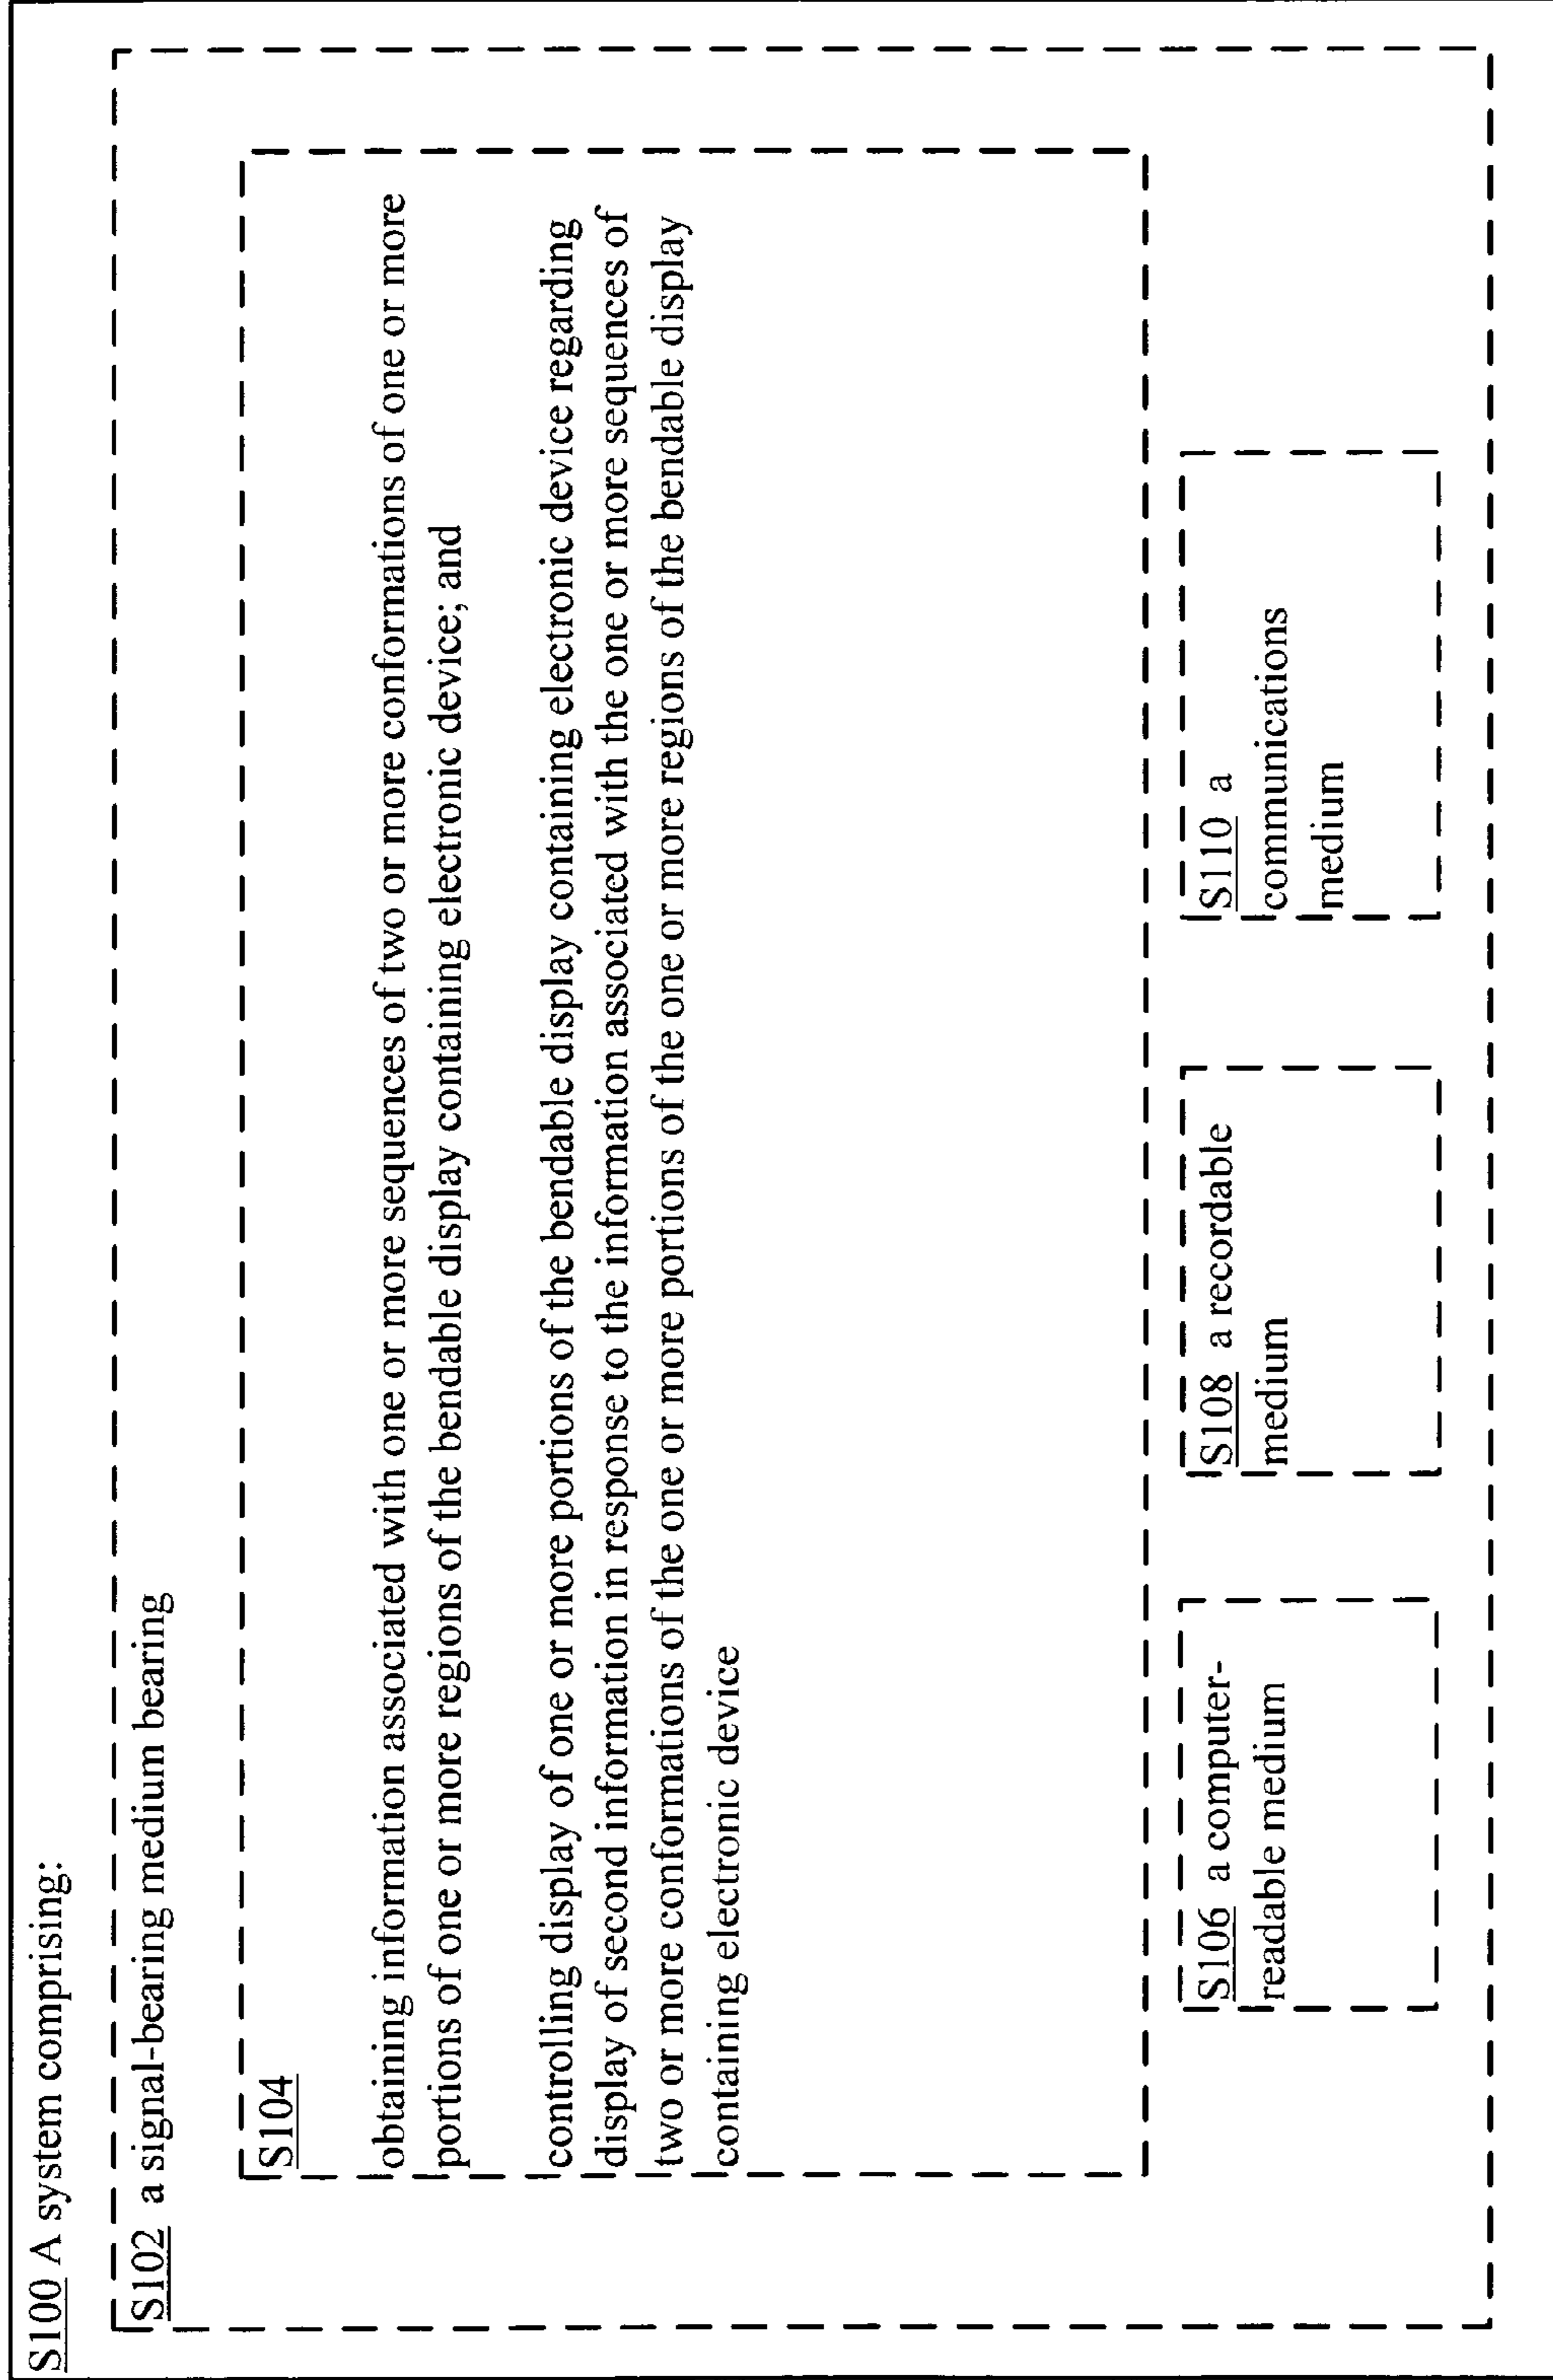 S100 A system comprising:
S102 a signal-bearing medium bearing
S104
obtaining information associated with one or more sequences of two or more conformations of one or more
portions of one or more regions of the bendable display containing electronic device; and
controlling display of one or more portions of the bendable display containing electronic device regarding
display of second information in response to the information associated with the one or more sequences of
two or more conformations of the one or more portions of the one or more regions of the bendable display
containing electronic device
S106 a computer-
readable medium
S108 a recordable
medium
S110 a
communications
medium